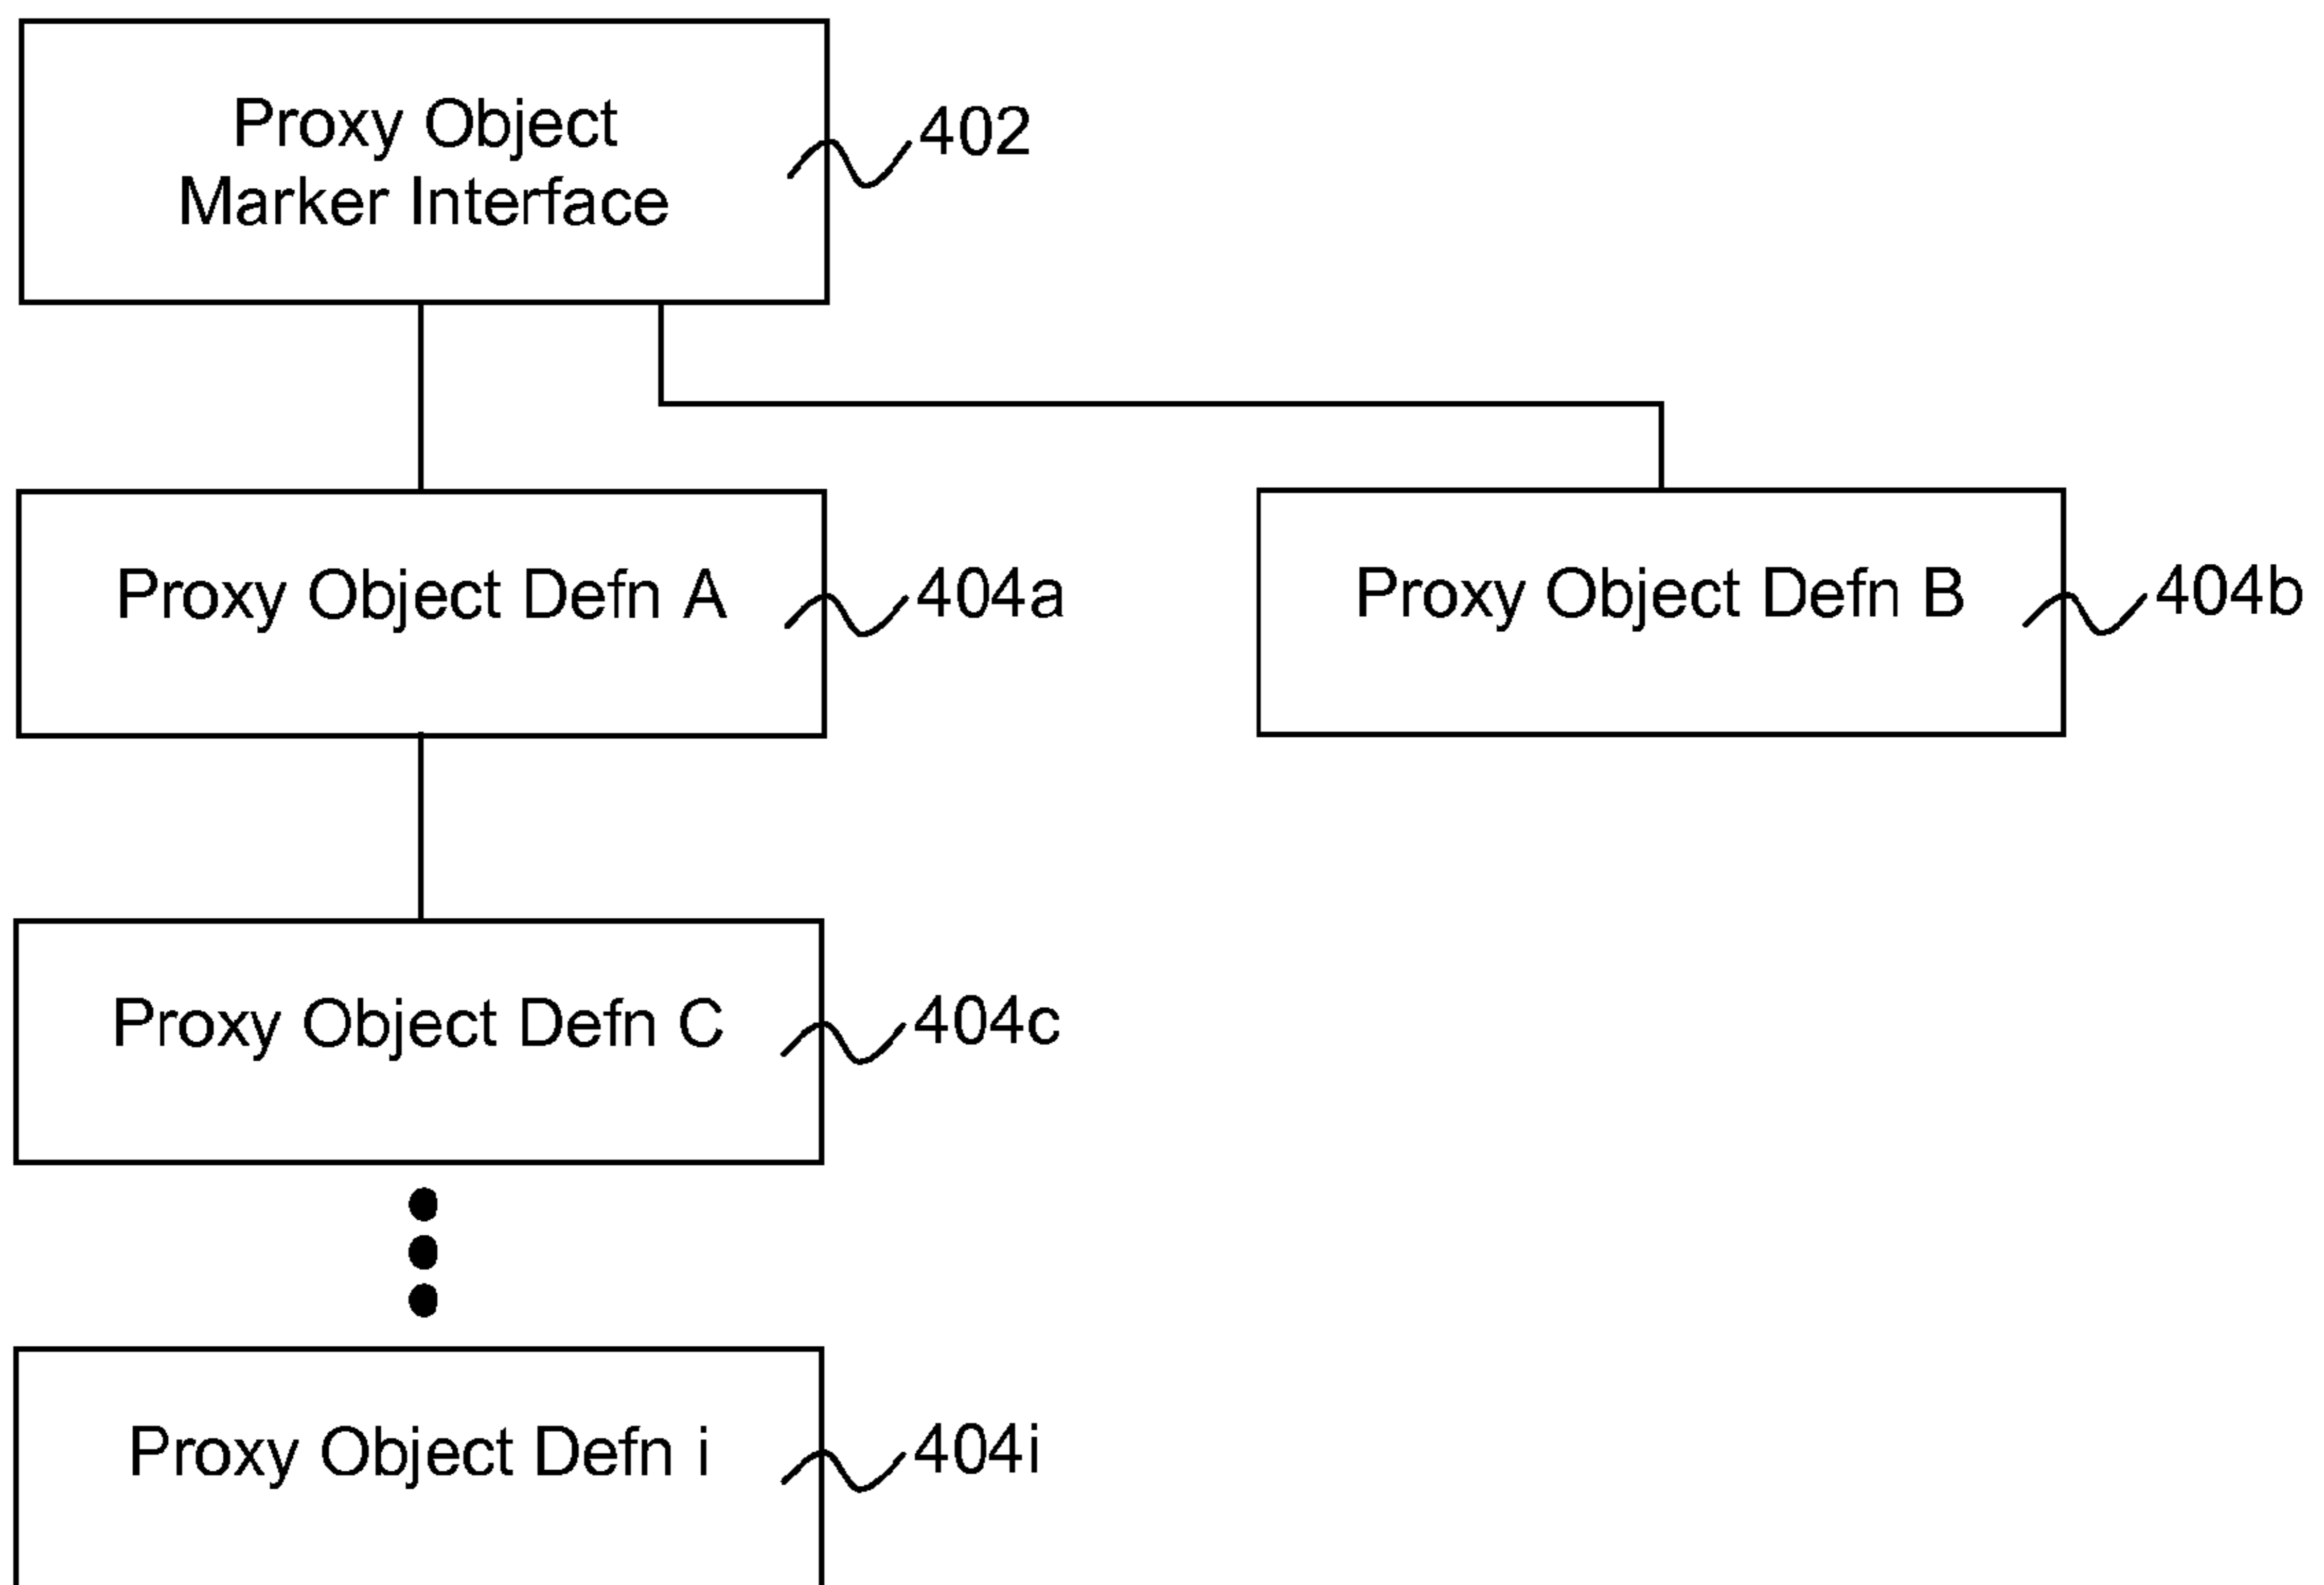 Proxy Object
Marker Interface
402
Proxy Object Defn A
404a
Proxy Object Defn B
404b
Proxy Object Defn C
404c
Proxy Object Defn i
404i